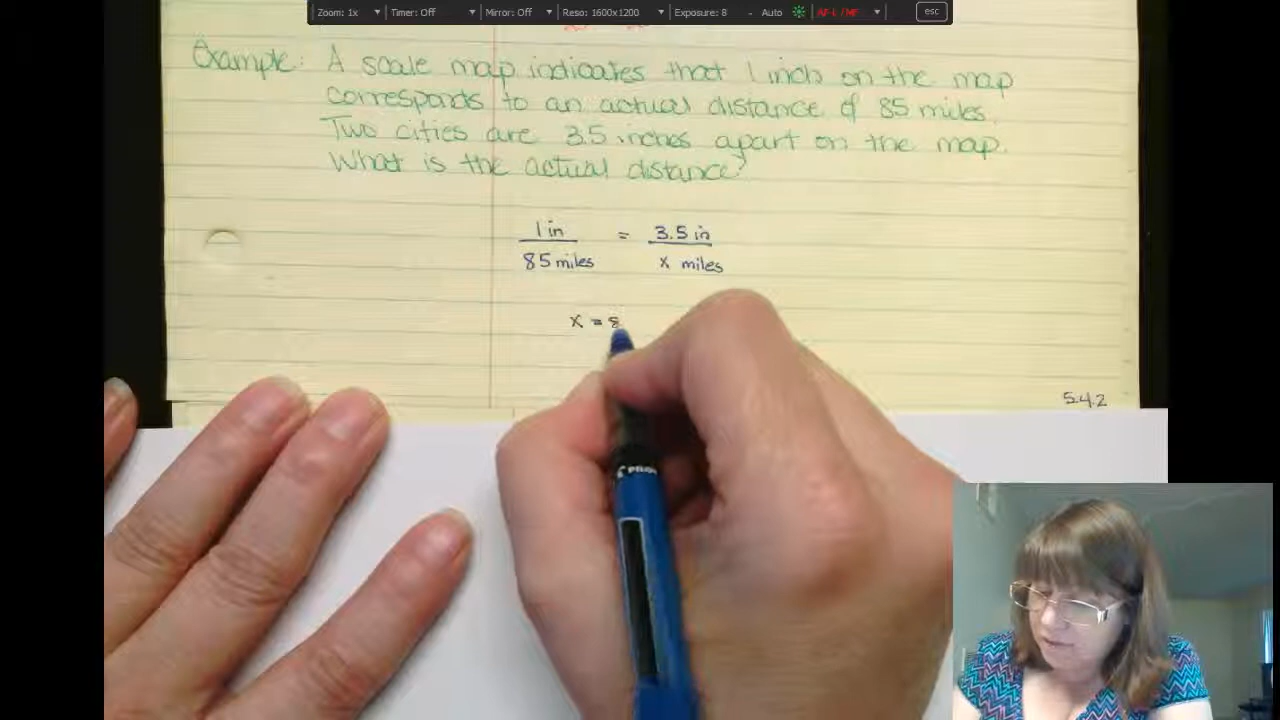 Zoom: 1x Timer: Off Mirror: Off Reso: 1600x1200 Exposure: 8 - Auto AF-L / MF esc
Example: A scale map indicates that 1 inch on the map
corresponds to an actual distance of 85 miles.
Two cities are 3.5 inches apart on the map.
What is the actual distance?
1 in = 3.5 in
85 miles x miles
x = 8
5.4.2
PILOT